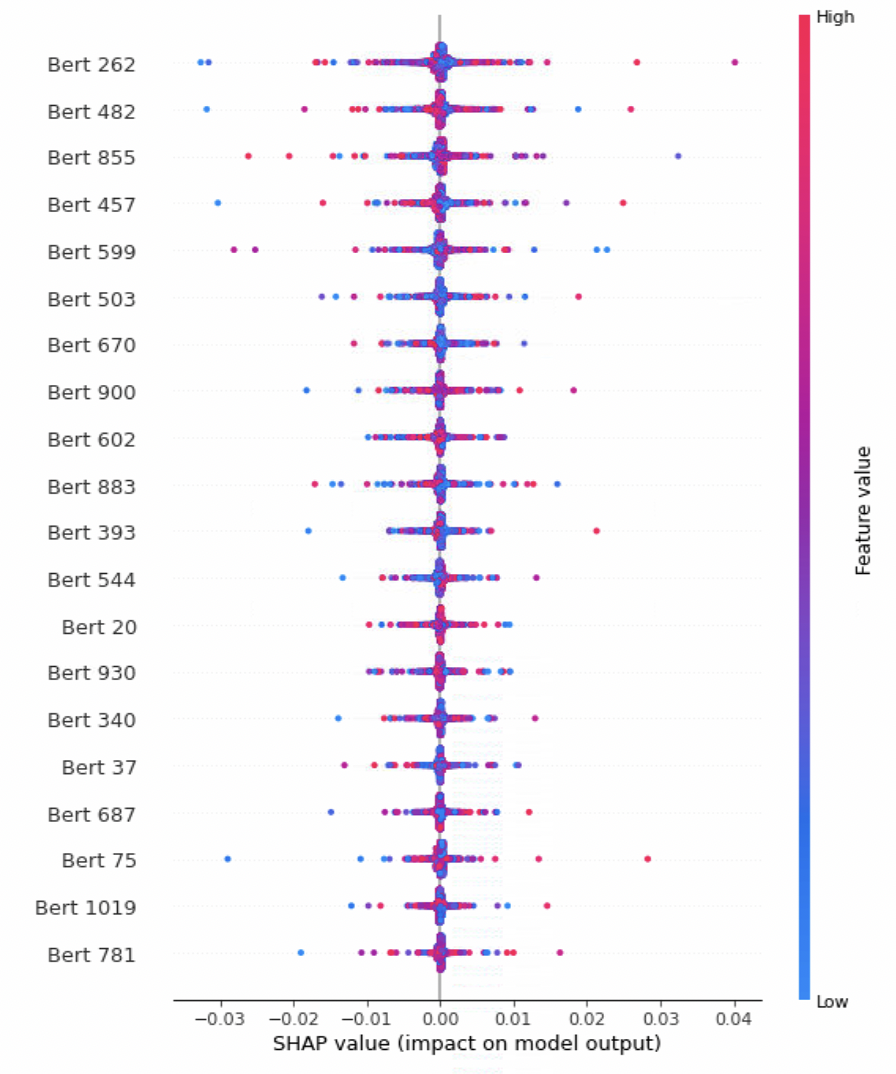 High
Bert 262
Bert 482
Bert 855
Bert 457
Bert 599
Bert 503
Bert 670
Bert 900
Bert 602
Bert 883
Bert 393
Bert 544
Bert 20
Bert 930
Bert 340
Bert 37
Bert 687
Bert 75
Bert 1019
Bert 781
Feature value
Low
−0.03 −0.02 −0.01 0.00 0.01 0.02 0.03 0.04
SHAP value (impact on model output)